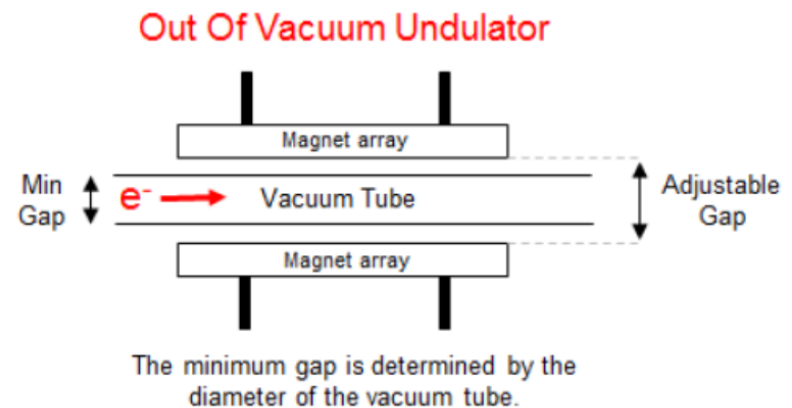 Out Of Vacuum Undulator
Magnet array
Min
Gap
e-
Vacuum Tube
Adjustable
Gap
Magnet array
The minimum gap is determined by the
diameter of the vacuum tube.